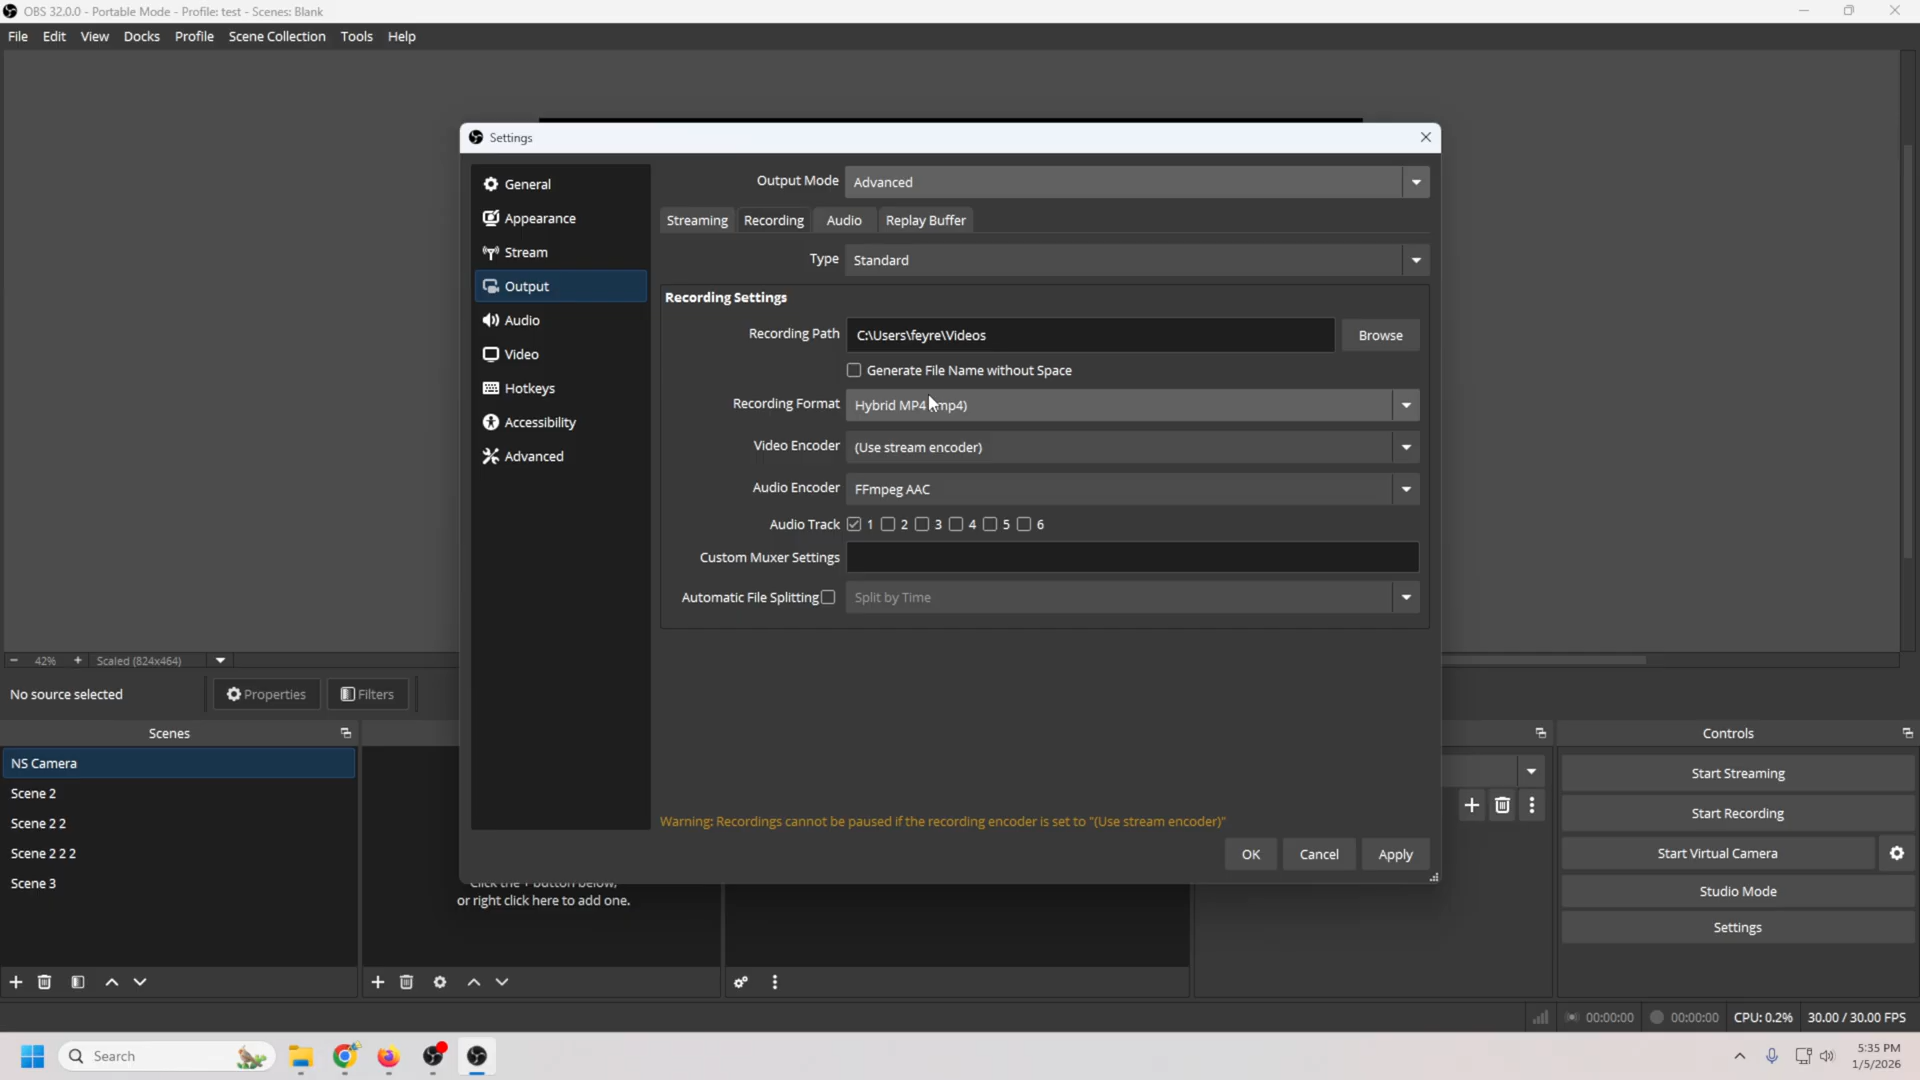 OBS 32.0.0 - Portable Mode - Profile: test - Scenes: Blank
File Edit View Docks Profile Scene Collection Tools Help
Settings
General
Appearance
Stream
Output
Audio
Video
Hotkeys
Accessibility
Advanced
Output Mode Advanced
Streaming Recording Audio Replay Buffer
Type Standard
Recording Settings
Recording Path C:\Users\feyre\Videos Browse
Generate File Name without Space
Recording Format Hybrid MP4 mp4)
Video Encoder (Use stream encoder)
Audio Encoder FFmpeg AAC
Audio Track 1 2 3 4 5 6
Custom Muxer Settings
Automatic File Splitting Split by Time
Warning: Recordings cannot be paused if the recording encoder is set to "(Use stream encoder)"
OK Cancel Apply
42% Scaled (824x464)
No source selected Properties Filters
Scenes
NS Camera
Scene 2
Scene 2 2
Scene 2 2 2
Scene 3
or right click here to add one.
Controls
Start Streaming
Start Recording
Start Virtual Camera
Studio Mode
Settings
00:00:00 00:00:00 CPU: 0.2% 30.00 / 30.00 FPS
Search
5:35 PM
1/5/2026